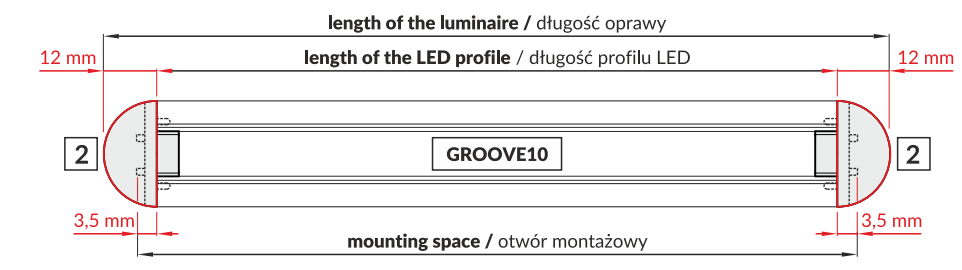 length of the luminaire / długość oprawy
12 mm
length of the LED profile / długość profilu LED
12 mm
2
GROOVE10
2
3,5 mm
3,5 mm
mounting space / otwór montażowy